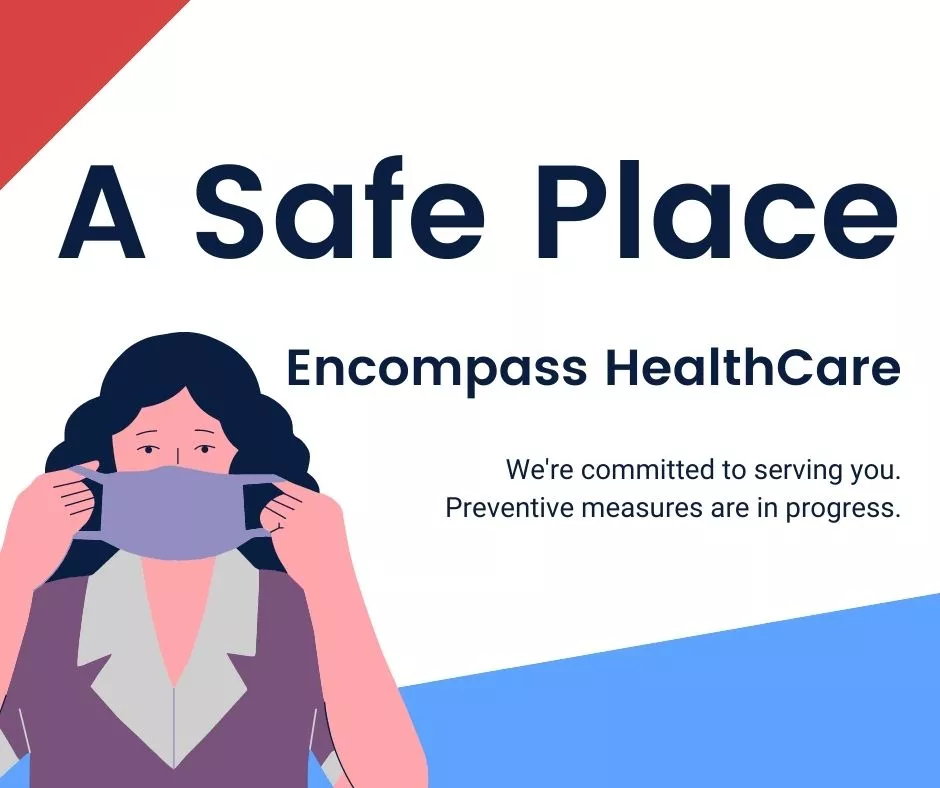 A Safe Place
Encompass HealthCare
We're committed to serving you.
Preventive measures are in progress.